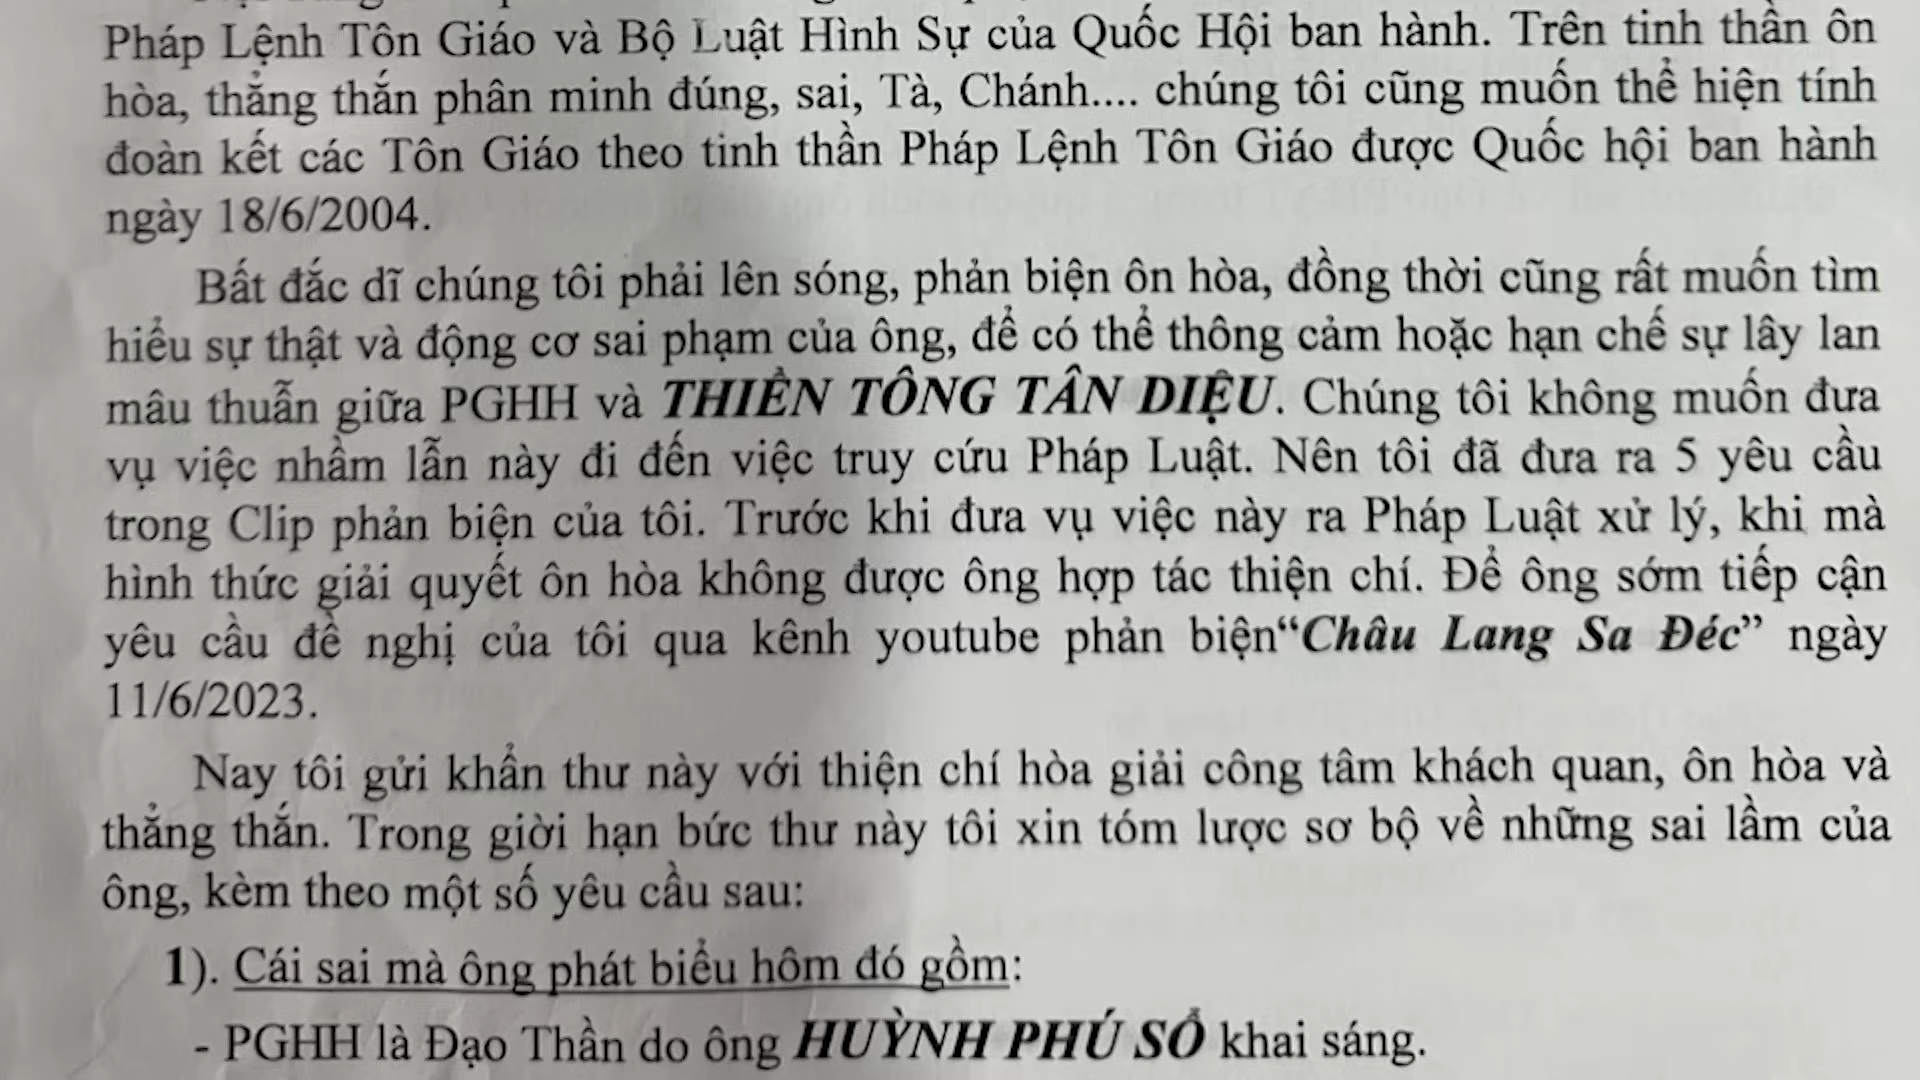 Pháp Lệnh Tôn Giáo và Bộ Luật Hình Sự của Quốc Hội ban hành. Trên tinh thần ôn
hòa, thẳng thắn phân minh đúng, sai, Tà, Chánh.... chúng tôi cũng muốn thể hiện tính
đoàn kết các Tôn Giáo theo tinh thần Pháp Lệnh Tôn Giáo được Quốc hội ban hành
ngày 18/6/2004.
Bất đắc dĩ chúng tôi phải lên sóng, phản biện ôn hòa, đồng thời cũng rất muốn tìm
hiểu sự thật và động cơ sai phạm của ông, để có thể thông cảm hoặc hạn chế sự lây lan
mâu thuẫn giữa PGHH và THIỀN TÔNG TÂN DIỆU. Chúng tôi không muốn đưa
vụ việc nhầm lẫn này đi đến việc truy cứu Pháp Luật. Nên tôi đã đưa ra 5 yêu cầu
trong Clip phản biện của tôi. Trước khi đưa vụ việc này ra Pháp Luật xử lý, khi mà
hình thức giải quyết ôn hòa không được ông hợp tác thiện chí. Để ông sớm tiếp cận
yêu cầu đề nghị của tôi qua kênh youtube phản biện“Châu Lang Sa Đéc” ngày
11/6/2023.
Nay tôi gửi khẩn thư này với thiện chí hòa giải công tâm khách quan, ôn hòa và
thẳng thắn. Trong giời hạn bức thư này tôi xin tóm lược sơ bộ về những sai lầm của
ông, kèm theo một số yêu cầu sau:
1). Cái sai mà ông phát biểu hôm đó gồm:
- PGHH là Đạo Thần do ông HUỲNH PHÚ SỔ khai sáng.